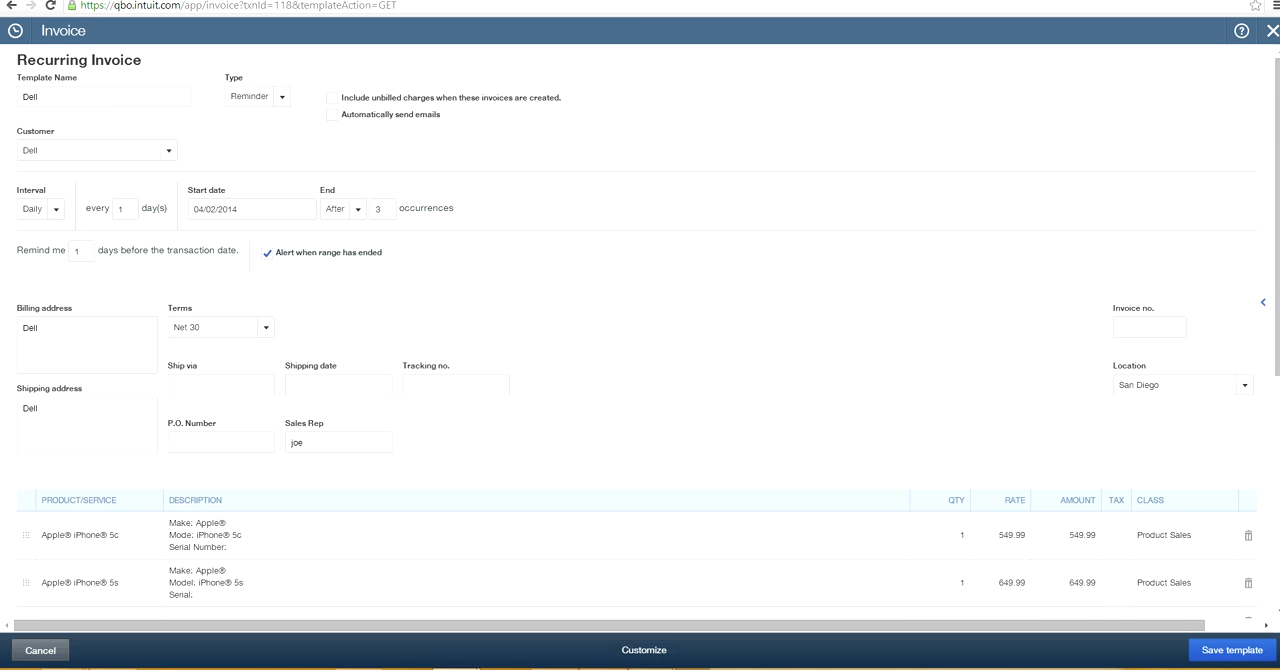 https://qbo.intuit.com/app/invoice?txnId=118&templateAction=GET
Invoice
Recurring Invoice
Template Name
Type
Dell
Reminder
Include unbilled charges when these invoices are created.
Automatically send emails
Customer
Dell
Interval
Start date
End
Daily every 1 day(s) 04/02/2014 After 3 occurrences
Remind me 1 days before the transaction date.
Alert when range has ended
Billing address
Terms
Invoice no.
Dell
Net 30
Ship via
Shipping date
Tracking no.
Location
San Diego
Shipping address
Dell
P.O. Number
Sales Rep
joe
PRODUCT/SERVICE DESCRIPTION QTY RATE AMOUNT TAX CLASS
Make: Apple®
Apple® iPhone® 5c Mode: iPhone® 5c 1 549.99 549.99 Product Sales
Serial Number:
Make: Apple®
Apple® iPhone® 5s Model: iPhone® 5s 1 649.99 649.99 Product Sales
Serial:
Cancel
Customize
Save template